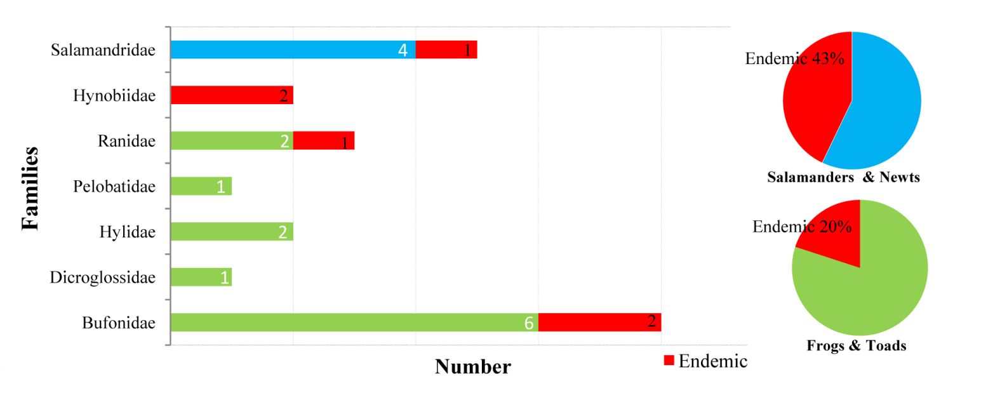 Families
Salamandridae 4 1
Hynobiidae 2
Ranidae 2 1
Pelobatidae 1
Hylidae 2
Dicroglossidae 1
Bufonidae 6 2
Number
Endemic
Endemic 43%
Salamanders & Newts
Endemic 20%
Frogs & Toads